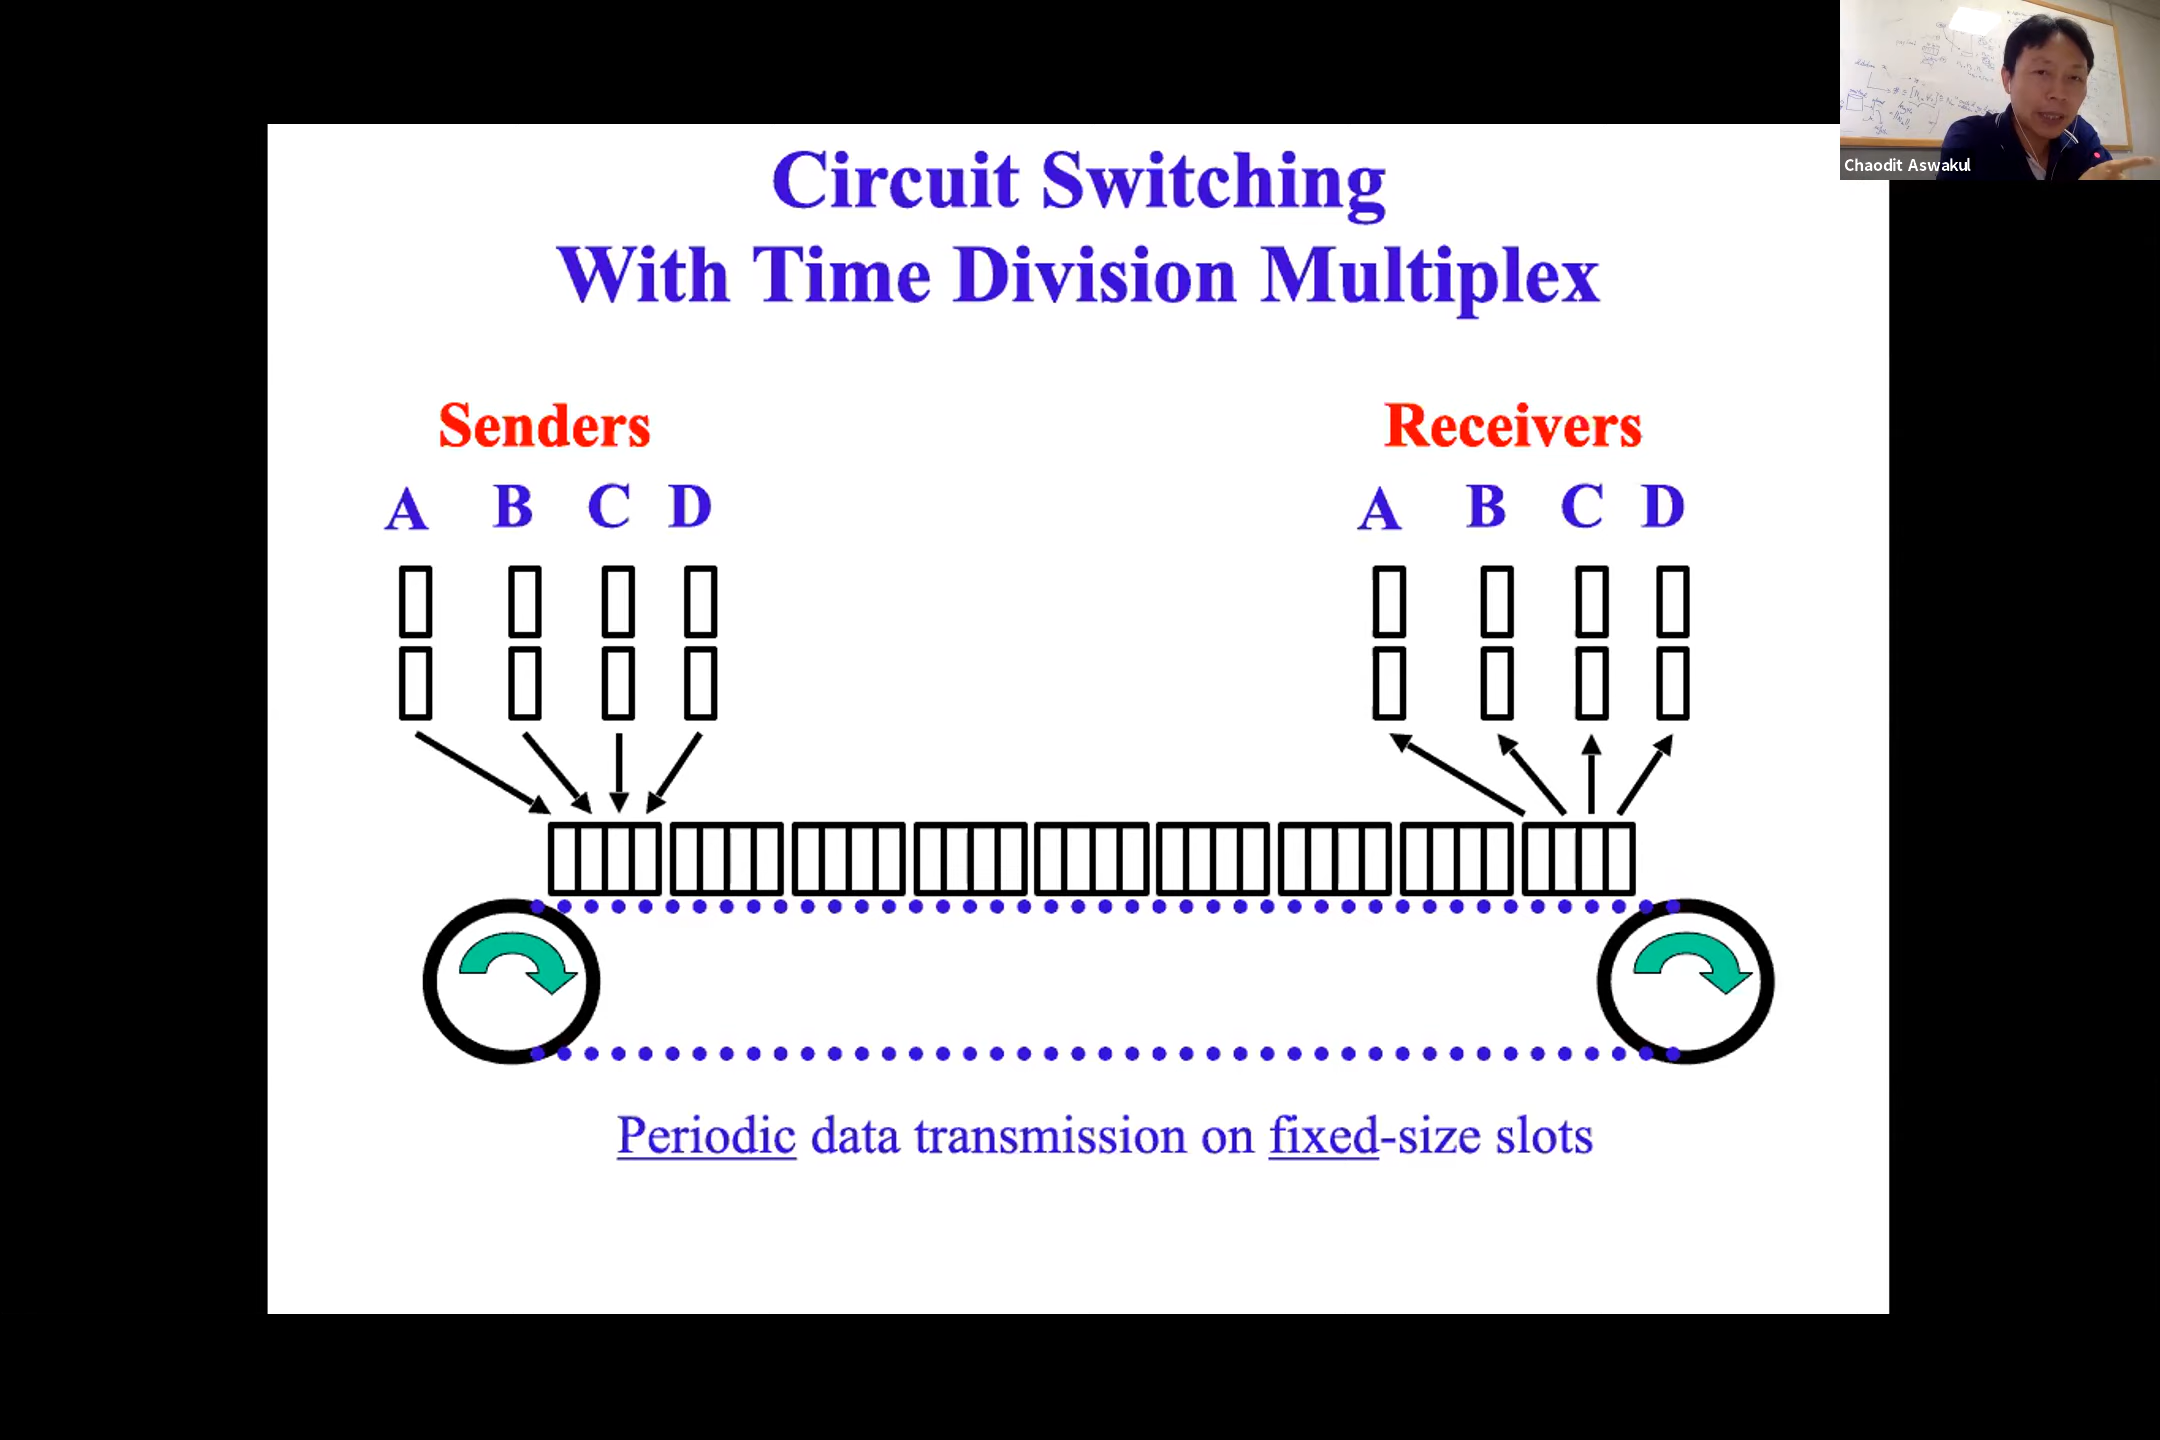 Circuit Switching
With Time Division Multiplex
Senders
Receivers
A B C D
A B C D
Periodic data transmission on fixed-size slots
Chaodit Aswakul